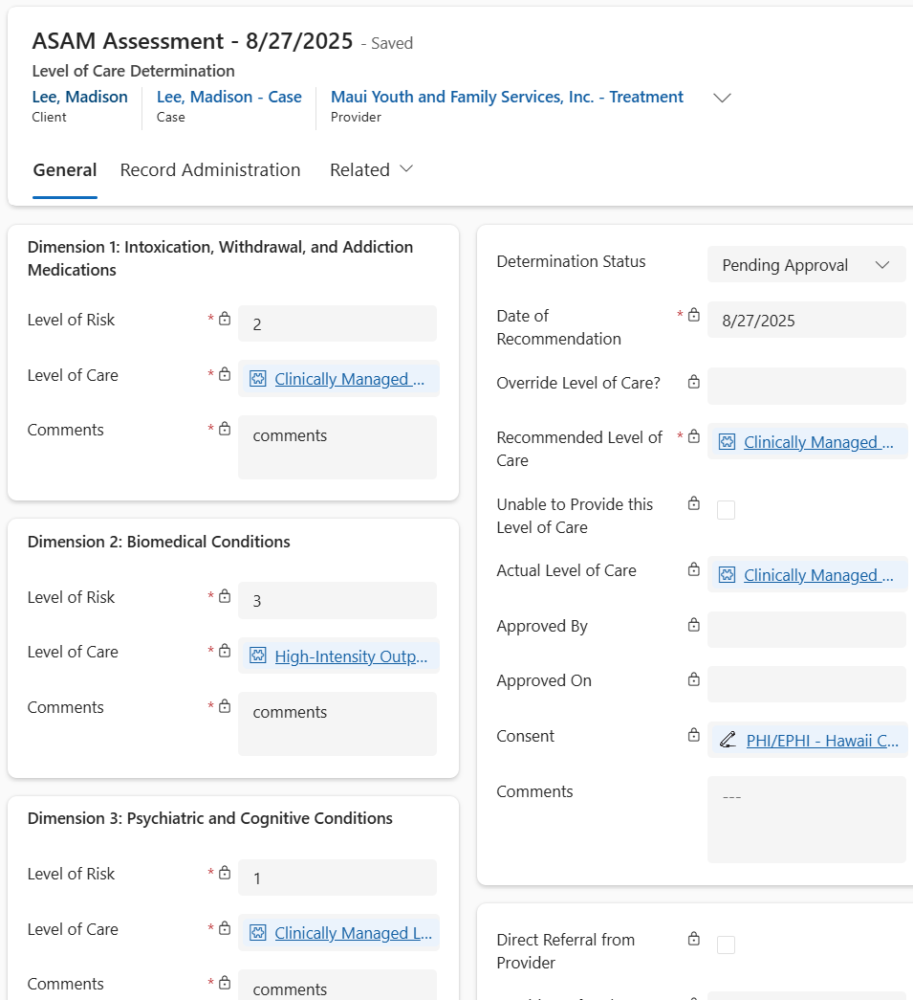 ASAM Assessment - 8/27/2025 - Saved
Level of Care Determination
Lee, Madison
Client
Lee, Madison - Case
Case
Maui Youth and Family Services, Inc. - Treatment
Provider
General
Record Administration
Related
Dimension 1: Intoxication, Withdrawal, and Addiction
Medications
Level of Risk * 2
Level of Care * Clinically Managed ...
Comments * comments
Dimension 2: Biomedical Conditions
Level of Risk * 3
Level of Care * High-Intensity Outp...
Comments * comments
Dimension 3: Psychiatric and Cognitive Conditions
Level of Risk * 1
Level of Care * Clinically Managed L...
Comments * comments
Determination Status Pending Approval
Date of
Recommendation * 8/27/2025
Override Level of Care?
Recommended Level of
Care * Clinically Managed ...
Unable to Provide this
Level of Care
Actual Level of Care Clinically Managed ...
Approved By
Approved On
Consent PHI/EPHI - Hawaii C...
Comments ---
Direct Referral from
Provider